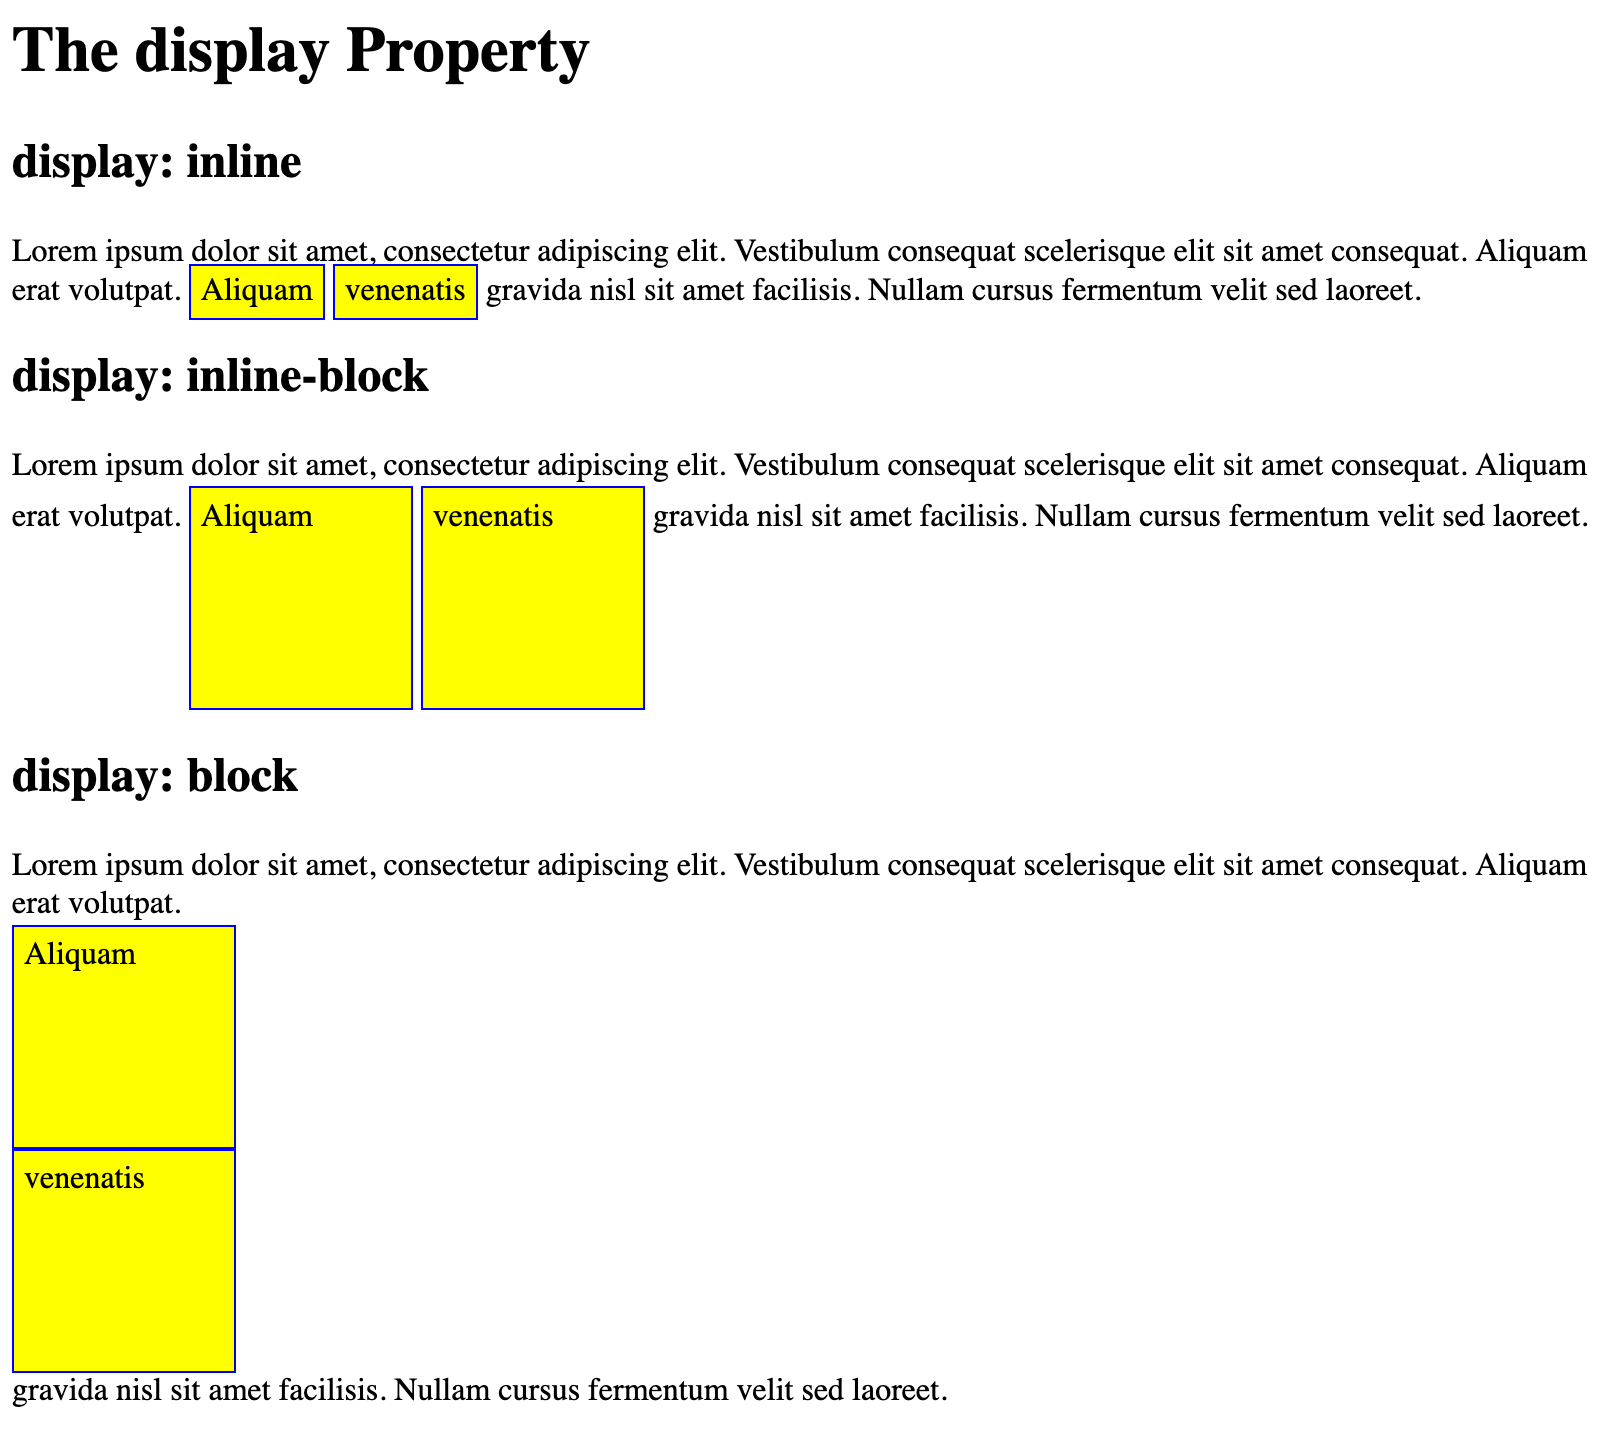 The display Property
display: inline
Lorem ipsum dolor sit amet, consectetur adipiscing elit. Vestibulum consequat scelerisque elit sit amet consequat. Aliquam
erat volutpat. Aliquam venenatis gravida nisl sit amet facilisis. Nullam cursus fermentum velit sed laoreet.
display: inline-block
Lorem ipsum dolor sit amet, consectetur adipiscing elit. Vestibulum consequat scelerisque elit sit amet consequat. Aliquam
erat volutpat. Aliquam venenatis gravida nisl sit amet facilisis. Nullam cursus fermentum velit sed laoreet.
display: block
Lorem ipsum dolor sit amet, consectetur adipiscing elit. Vestibulum consequat scelerisque elit sit amet consequat. Aliquam
erat volutpat.
Aliquam
venenatis
gravida nisl sit amet facilisis. Nullam cursus fermentum velit sed laoreet.